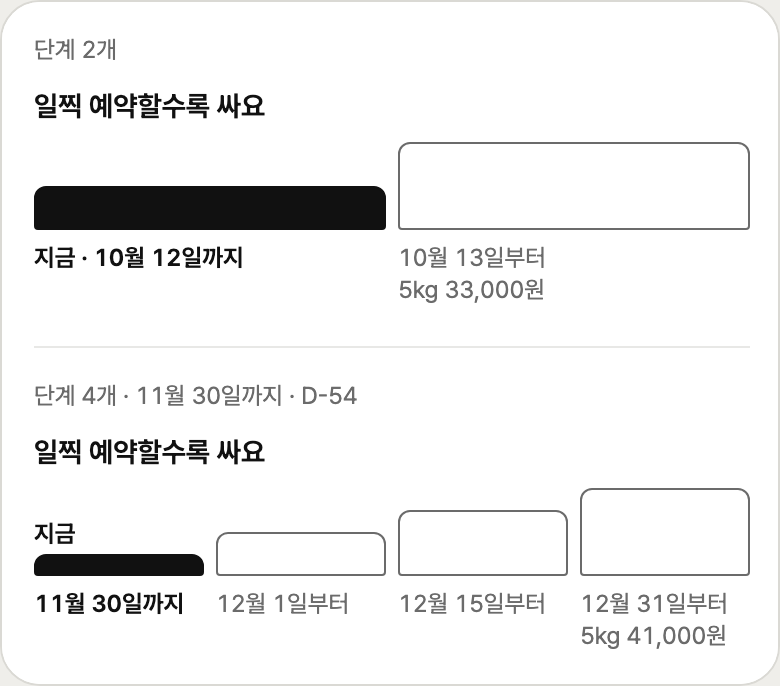 단계 2개
일찍 예약할수록 싸요
지금 · 10월 12일까지
10월 13일부터
5kg 33,000원
단계 4개 · 11월 30일까지 · D-54
일찍 예약할수록 싸요
지금
11월 30일까지
12월 1일부터
12월 15일부터
12월 31일부터
5kg 41,000원